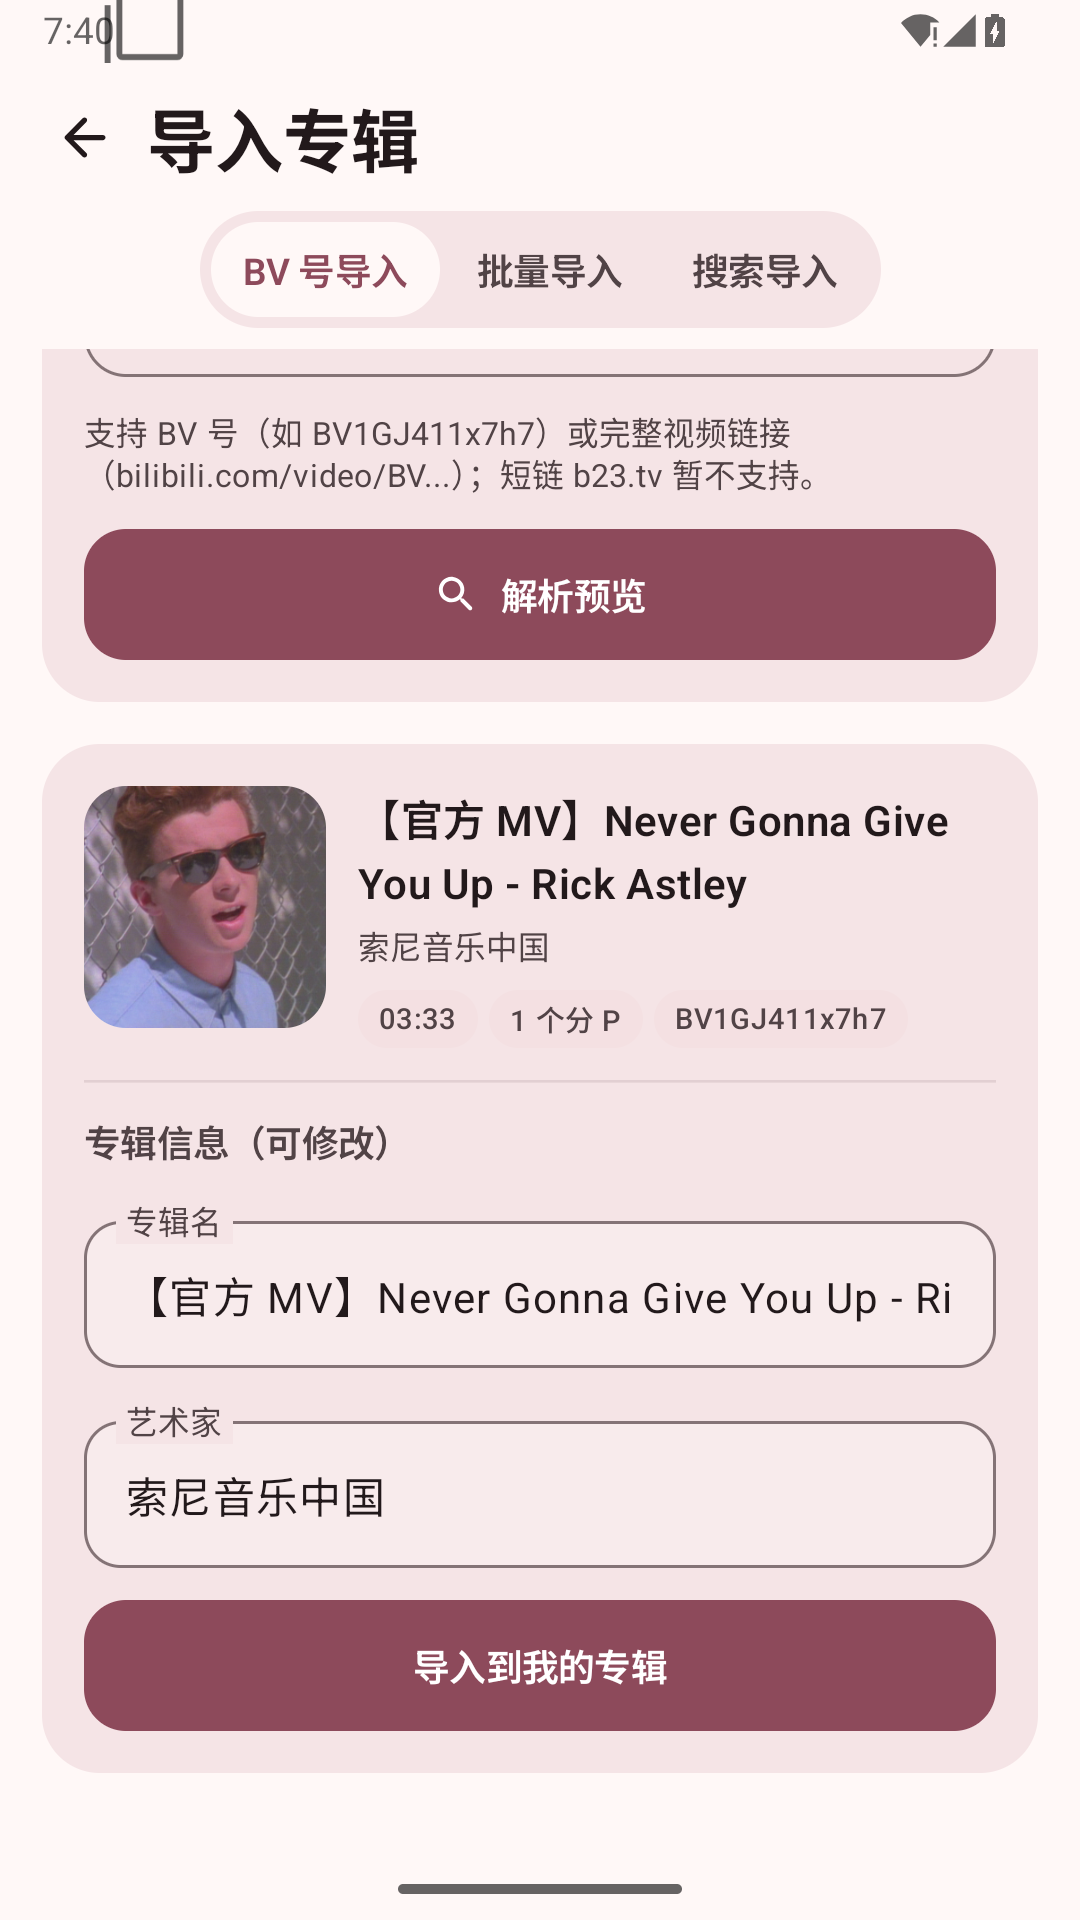 7:40
导入专辑
BV 号导入
批量导入
搜索导入
支持 BV 号（如 BV1GJ411x7h7）或完整视频链接
（bilibili.com/video/BV...）；短链 b23.tv 暂不支持。
解析预览
【官方 MV】Never Gonna Give
You Up - Rick Astley
索尼音乐中国
03:33
1 个分 P
BV1GJ411x7h7
专辑信息（可修改）
专辑名
【官方 MV】Never Gonna Give You Up - Ri
艺术家
索尼音乐中国
导入到我的专辑